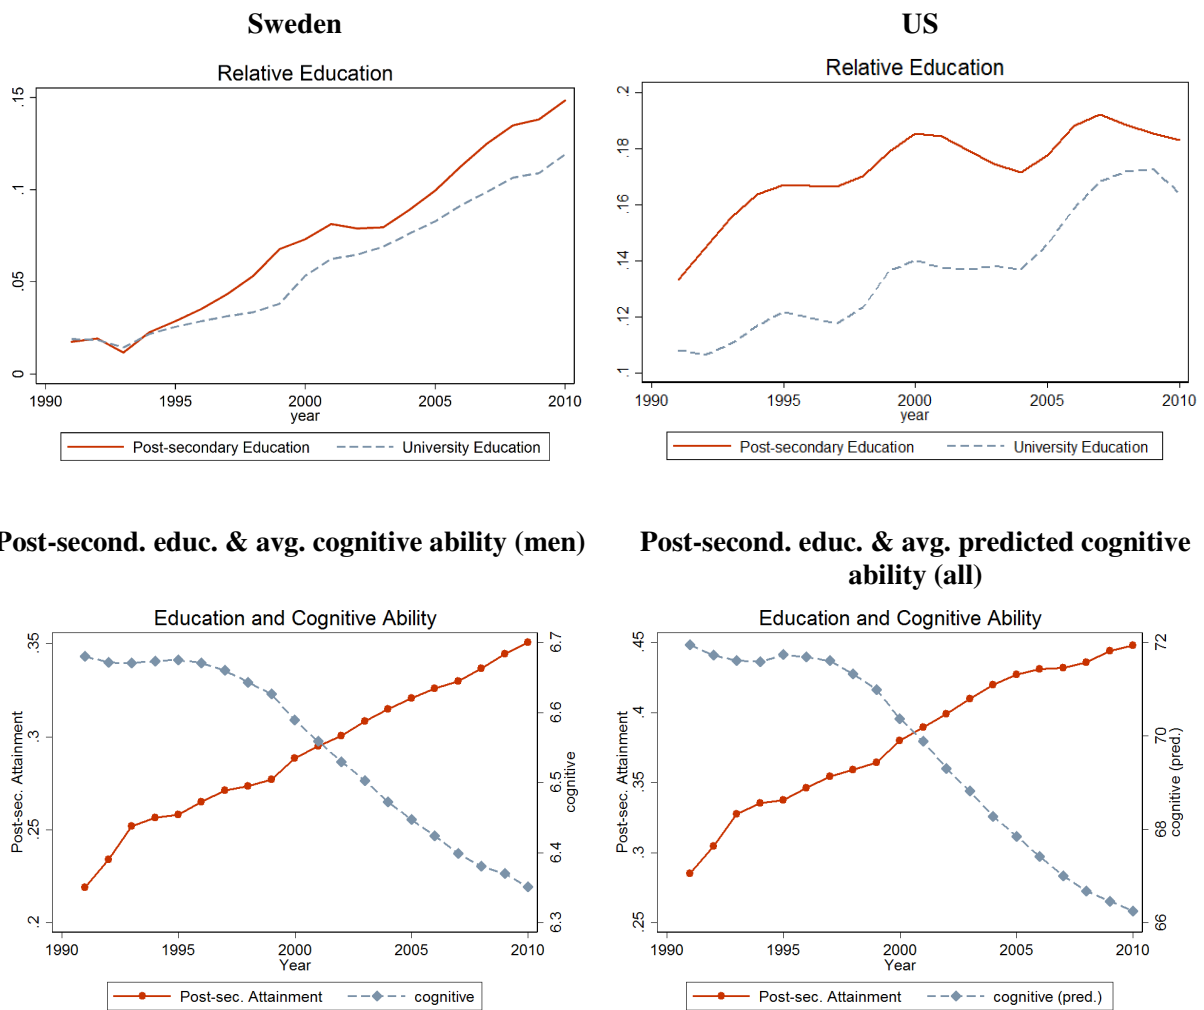 Sweden
US
Relative Education
.15
.1
.05
0
1990
1995
2000
2005
2010
year
Post-secondary Education
University Education
Relative Education
.2
.18
.16
.14
.12
.1
1990
1995
2000
2005
2010
year
Post-secondary Education
University Education
Post-second. educ. & avg. cognitive ability (men)
Post-second. educ. & avg. predicted cognitive
ability (all)
Education and Cognitive Ability
Post-sec. Attainment
.35
.3
.25
.2
6.7
6.6
6.5
6.4
6.3
cognitive
1990
1995
2000
2005
2010
Year
Post-sec. Attainment
cognitive
Education and Cognitive Ability
Post-sec. Attainment
.45
.4
.35
.3
.25
72
70
68
66
cognitive (pred.)
1990
1995
2000
2005
2010
Year
Post-sec. Attainment
cognitive (pred.)